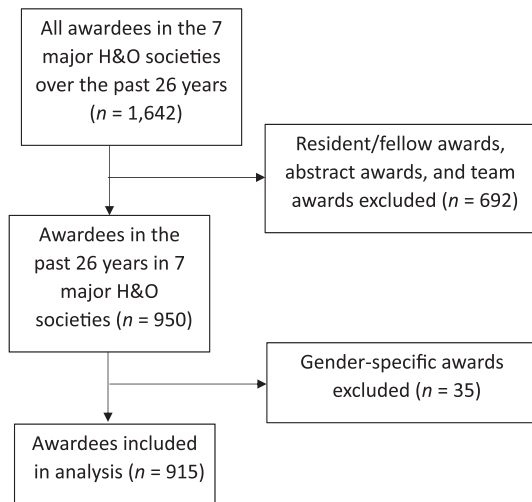 All awardees in the 7
major H&O societies
over the past 26 years
(n = 1,642)
Resident/fellow awards,
abstract awards, and team
awards excluded (n = 692)
Awardees in the
past 26 years in 7
major H&O
societies (n = 950)
Gender-specific awards
excluded (n = 35)
Awardees included
in analysis (n = 915)